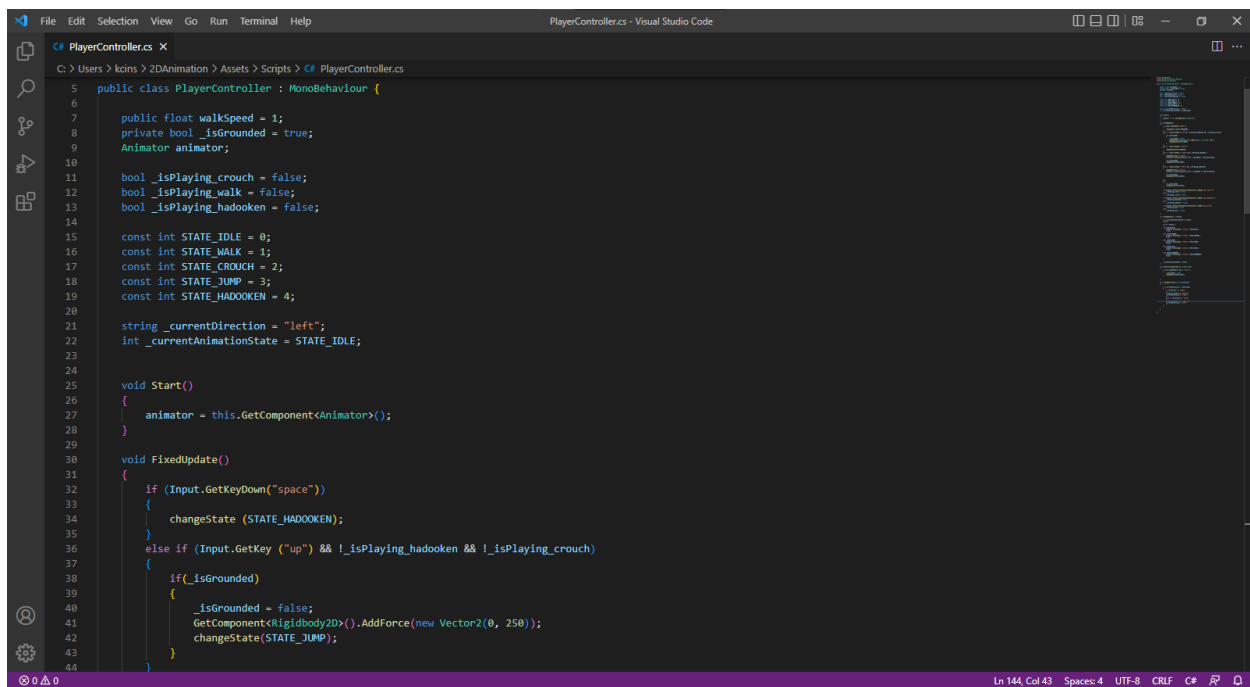 File Edit Selection View Go Run Terminal Help PlayerController.cs - Visual Studio Code
C# PlayerController.cs
C: > Users > kcins > 2DAnimation > Assets > Scripts > C# PlayerController.cs
5 public class PlayerController : MonoBehaviour {
6
7 public float walkSpeed = 1;
8 private bool _isGrounded = true;
9 Animator animator;
10
11 bool _isPlaying_crouch = false;
12 bool _isPlaying_walk = false;
13 bool _isPlaying_hadooken = false;
14
15 const int STATE_IDLE = 0;
16 const int STATE_WALK = 1;
17 const int STATE_CROUCH = 2;
18 const int STATE_JUMP = 3;
19 const int STATE_HADOOKEN = 4;
20
21 string _currentDirection = "left";
22 int _currentAnimationState = STATE_IDLE;
23
24
25 void Start()
26 {
27 animator = this.GetComponent<Animator>();
28 }
29
30 void FixedUpdate()
31 {
32 if (Input.GetKeyDown("space"))
33 {
34 changeState (STATE_HADOOKEN);
35 }
36 else if (Input.GetKey ("up") && !_isPlaying_hadooken && !_isPlaying_crouch)
37 {
38 if(_isGrounded)
39 {
40 _isGrounded = false;
41 GetComponent<Rigidbody2D>().AddForce(new Vector2(0, 250));
42 changeState(STATE_JUMP);
43 }
44 }
0 0 Ln 144, Col 43 Spaces: 4 UTF-8 CRLF C#